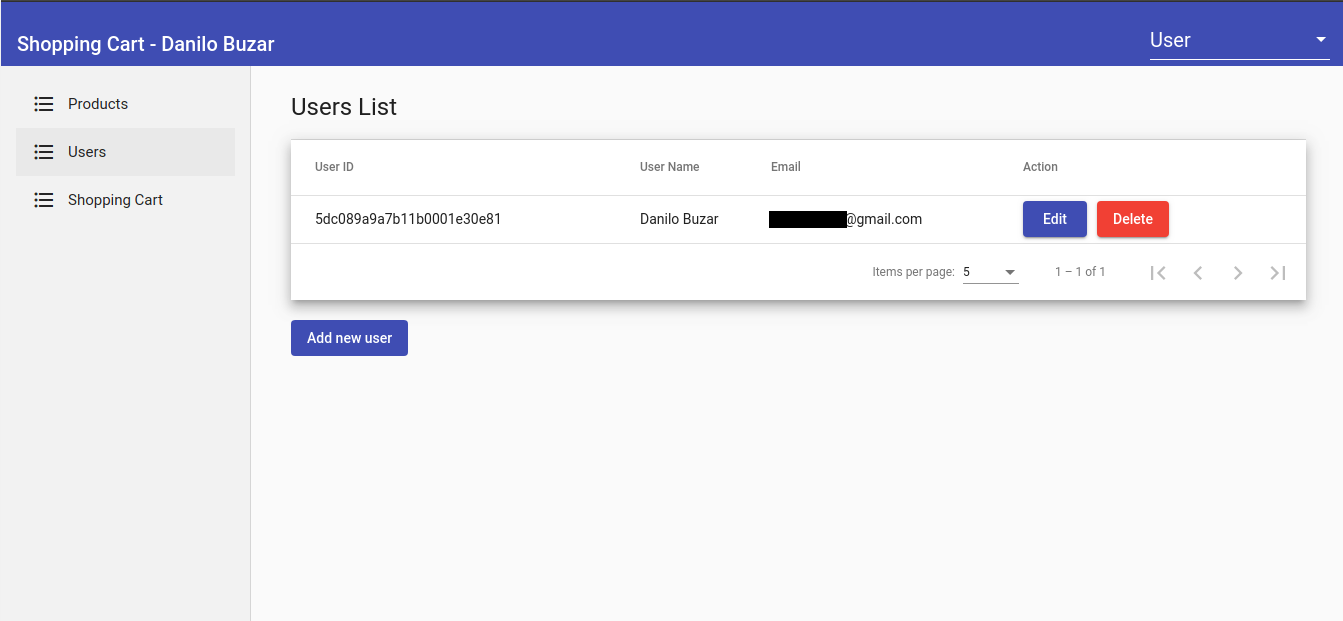 Shopping Cart - Danilo Buzar
User
Products
Users
Shopping Cart
Users List
User ID User Name Email Action
5dc089a9a7b11b0001e30e81 Danilo Buzar @gmail.com Edit Delete
Items per page: 5 1 – 1 of 1
Add new user